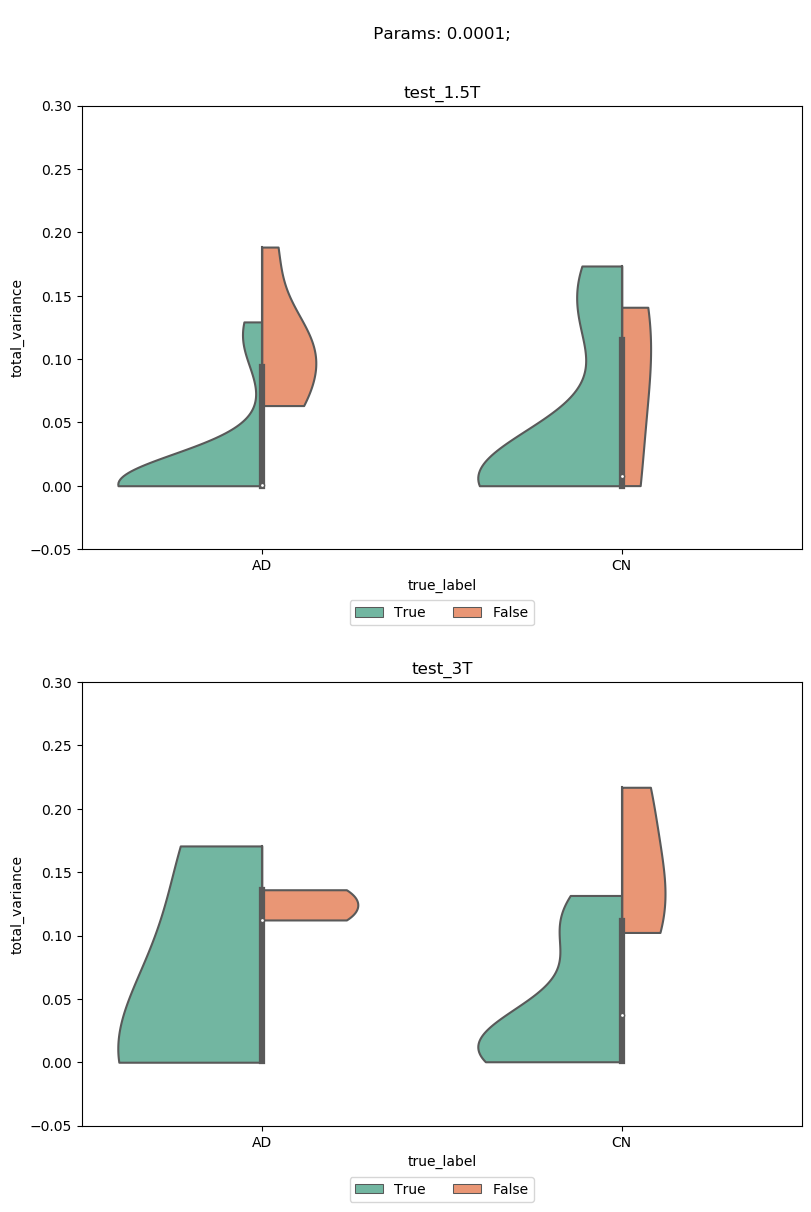 Params: 0.0001;
test_1.5T
0.30
0.25
0.20
0.15
0.10
0.05
0.00
−0.05
total_variance
AD CN
true_label
True False
test_3T
0.30
0.25
0.20
0.15
0.10
0.05
0.00
−0.05
total_variance
AD CN
true_label
True False